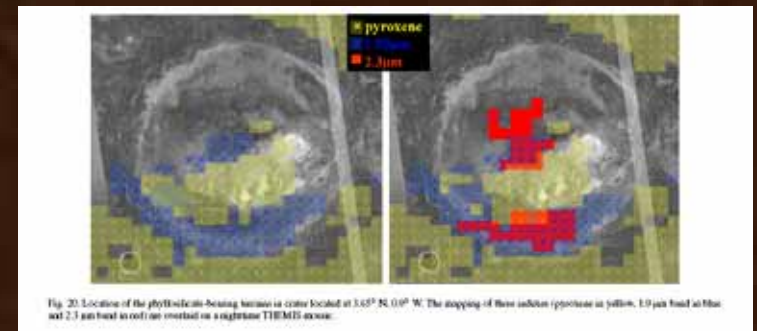 pyroxene
1.93µm
2.3µm
Fig. 20. Location of the phyllosilicate-bearing terrains in crater located at 3.65° N, 0.9° W. The mapping of three indices (pyroxene in yellow, 1.9 µm band in blue
and 2.3 µm band in red) are overlaid on a nighttime THEMIS mosaic.